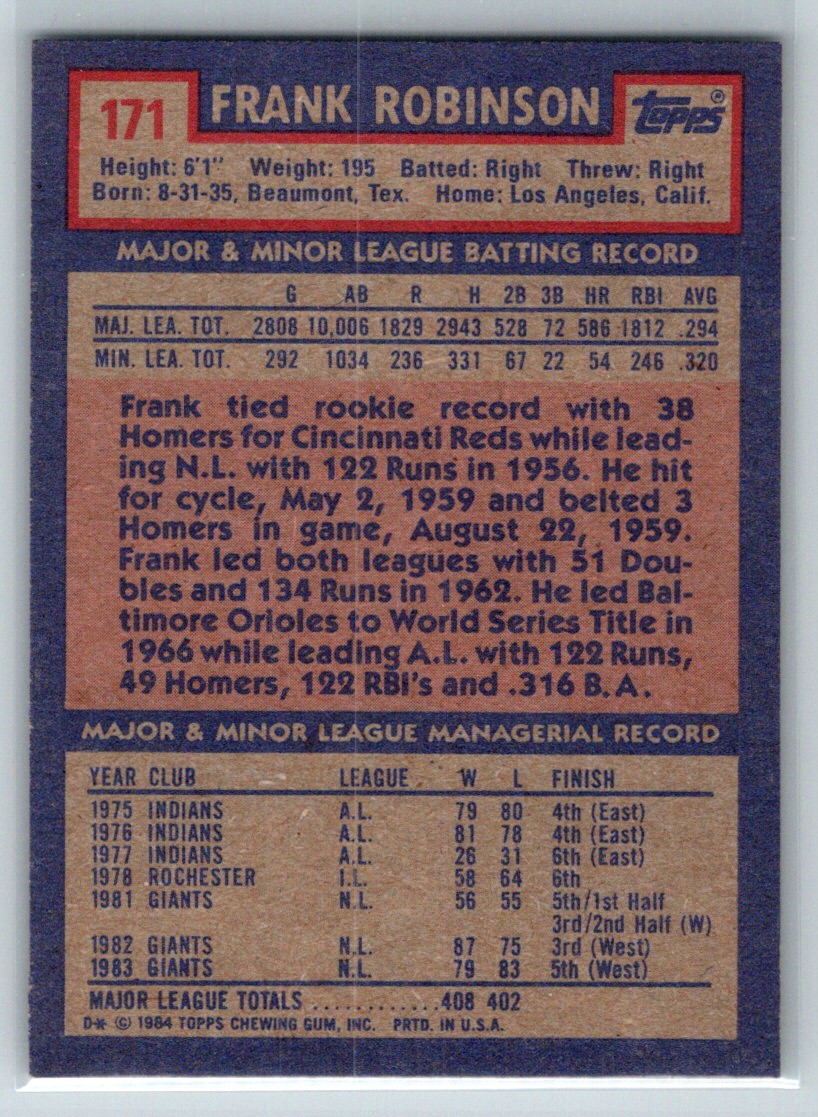 171 FRANK ROBINSON Topps®
Height: 6'1" Weight: 195 Batted: Right Threw: Right
Born: 8-31-35, Beaumont, Tex. Home: Los Angeles, Calif.
MAJOR & MINOR LEAGUE BATTING RECORD
G AB R H 2B 3B HR RBI AVG
MAJ. LEA. TOT. 2808 10,006 1829 2943 528 72 586 1812 .294
MIN. LEA. TOT. 292 1034 236 331 67 22 54 246 .320
Frank tied rookie record with 38
Homers for Cincinnati Reds while lead-
ing N.L. with 122 Runs in 1956. He hit
for cycle, May 2, 1959 and belted 3
Homers in game, August 22, 1959.
Frank led both leagues with 51 Dou-
bles and 134 Runs in 1962. He led Bal-
timore Orioles to World Series Title in
1966 while leading A.L. with 122 Runs,
49 Homers, 122 RBI's and .316 B.A.
MAJOR & MINOR LEAGUE MANAGERIAL RECORD
YEAR CLUB LEAGUE W L FINISH
1975 INDIANS A.L. 79 80 4th (East)
1976 INDIANS A.L. 81 78 4th (East)
1977 INDIANS A.L. 26 31 6th (East)
1978 ROCHESTER I.L. 58 64 6th
1981 GIANTS N.L. 56 55 5th/1st Half
3rd/2nd Half (W)
1982 GIANTS N.L. 87 75 3rd (West)
1983 GIANTS N.L. 79 83 5th (West)
MAJOR LEAGUE TOTALS ............408 402
D* © 1984 TOPPS CHEWING GUM, INC. PRTD. IN U.S.A.